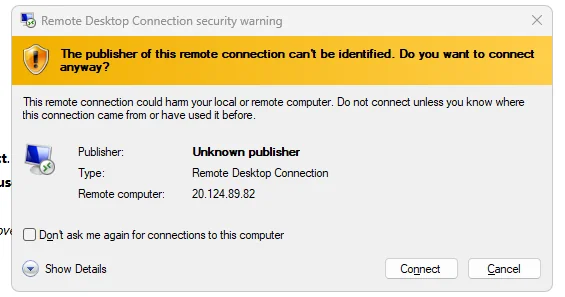 Remote Desktop Connection security warning
The publisher of this remote connection can't be identified. Do you want to connect
anyway?
This remote connection could harm your local or remote computer. Do not connect unless you know where
this connection came from or have used it before.
Publisher: Unknown publisher
Type: Remote Desktop Connection
Remote computer: 20.124.89.82
Don't ask me again for connections to this computer
Show Details Connect Cancel